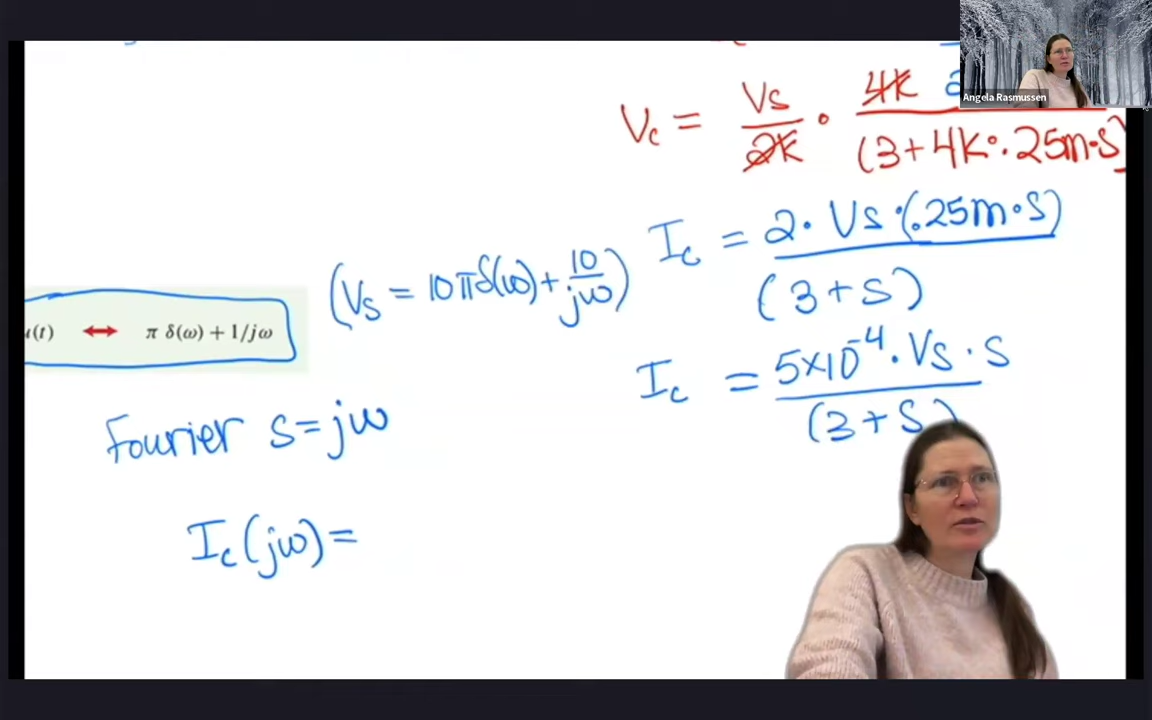 Angela Rasmussen
Vc = Vs/2k · 4k/(3+4k·.25m·S)
Ic = 2·Vs·(.25m·S)/(3+S)
(Vs = 10πδ(ω)+10/jω)
u(t) ↔ π δ(ω) + 1/jω
Ic = 5×10^-4·Vs·S/(3+S)
Fourier s=jω
Ic(jω)=